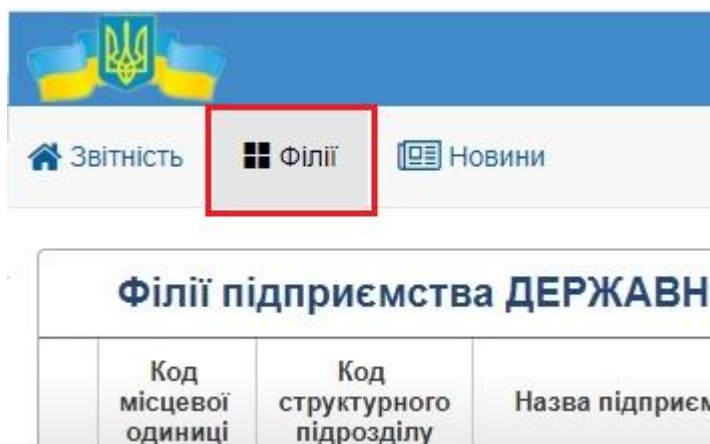 Звітність Філії Новини
Філії підприємства ДЕРЖАВН
Код місцевої одиниці
Код структурного підрозділу
Назва підприєм